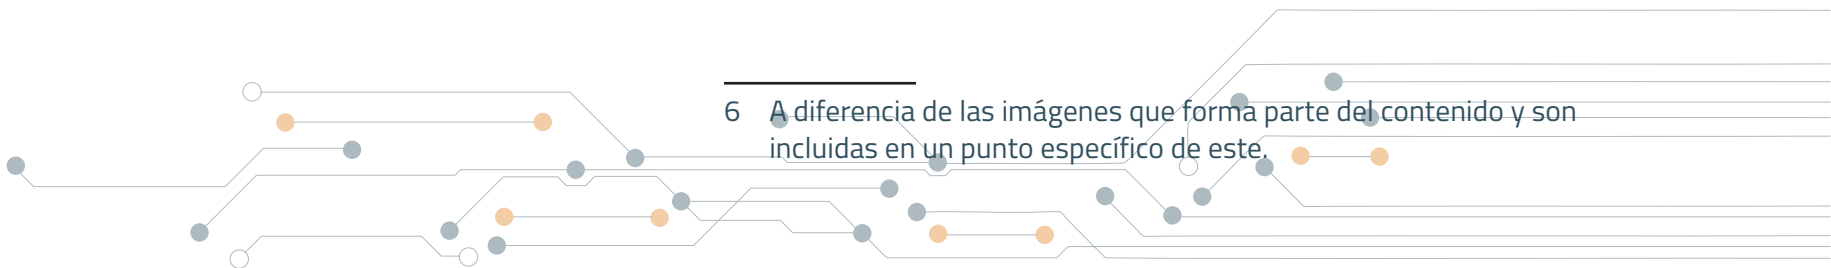 6 A diferencia de las imágenes que forma parte del contenido y son
incluidas en un punto específico de este.